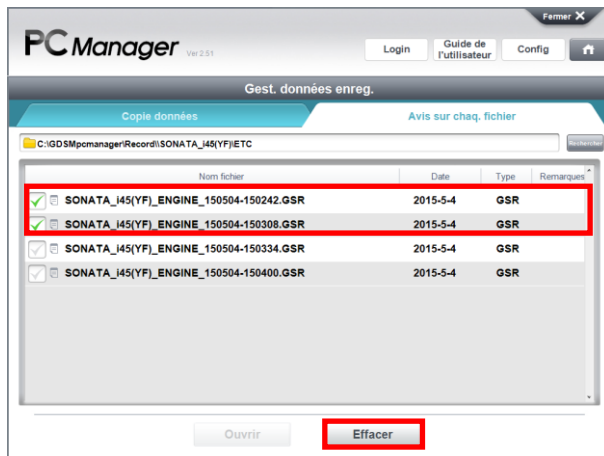 Fermer X
PC Manager Ver 2.51
Login
Guide de
l'utilisateur
Config
Gest. données enreg.
Copie données
Avis sur chaq. fichier
C:\GDSMpcmanager\Record\\SONATA_i45(YF)\ETC
Rechercher
Nom fichier Date Type Remarques
SONATA_i45(YF)_ENGINE_150504-150242.GSR 2015-5-4 GSR
SONATA_i45(YF)_ENGINE_150504-150308.GSR 2015-5-4 GSR
SONATA_i45(YF)_ENGINE_150504-150334.GSR 2015-5-4 GSR
SONATA_i45(YF)_ENGINE_150504-150400.GSR 2015-5-4 GSR
Ouvrir
Effacer